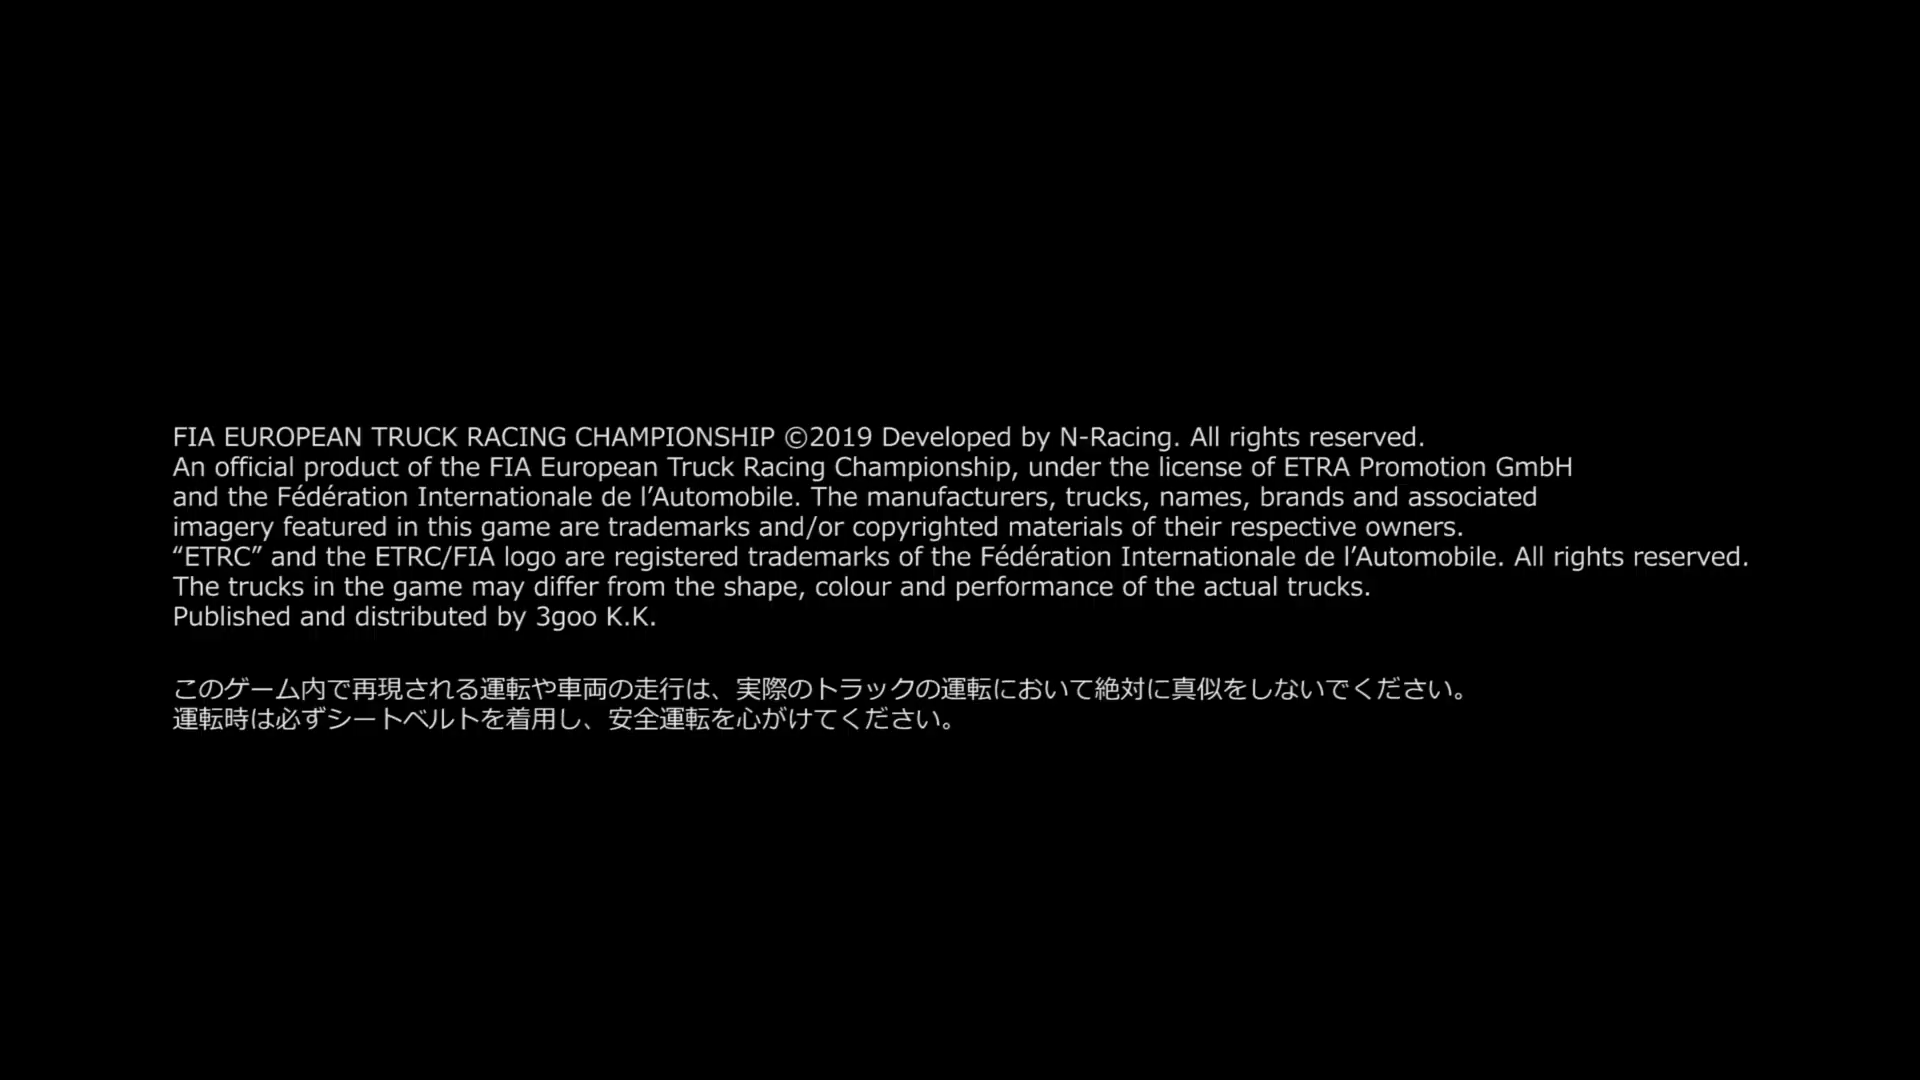 FIA EUROPEAN TRUCK RACING CHAMPIONSHIP ©2019 Developed by N-Racing. All rights reserved.
An official product of the FIA European Truck Racing Championship, under the license of ETRA Promotion GmbH
and the Fédération Internationale de l’Automobile. The manufacturers, trucks, names, brands and associated
imagery featured in this game are trademarks and/or copyrighted materials of their respective owners.
“ETRC” and the ETRC/FIA logo are registered trademarks of the Fédération Internationale de l’Automobile. All rights reserved.
The trucks in the game may differ from the shape, colour and performance of the actual trucks.
Published and distributed by 3goo K.K.
このゲーム内で再現される運転や車両の走行は、実際のトラックの運転において絶対に真似をしないでください。
運転時は必ずシートベルトを着用し、安全運転を心がけてください。